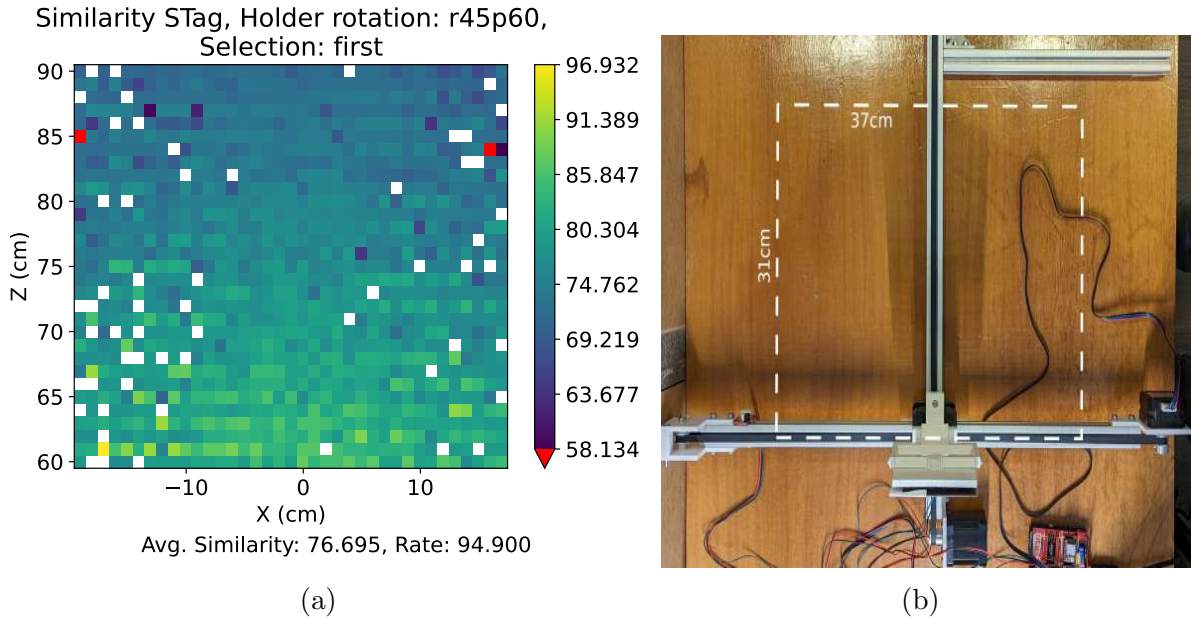 Similarity STag, Holder rotation: r45p60,
Selection: first
90
85
80
75
70
65
60
Z (cm)
−10
0
10
X (cm)
96.932
91.389
85.847
80.304
74.762
69.219
63.677
58.134
Avg. Similarity: 76.695, Rate: 94.900
(a)
37cm
31cm
(b)